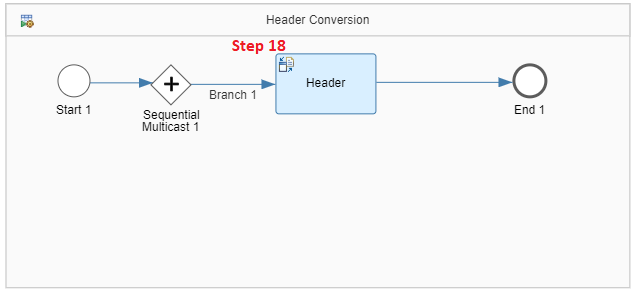 Header Conversion
Step 18
Header
Branch 1
Start 1
Sequential
Multicast 1
End 1